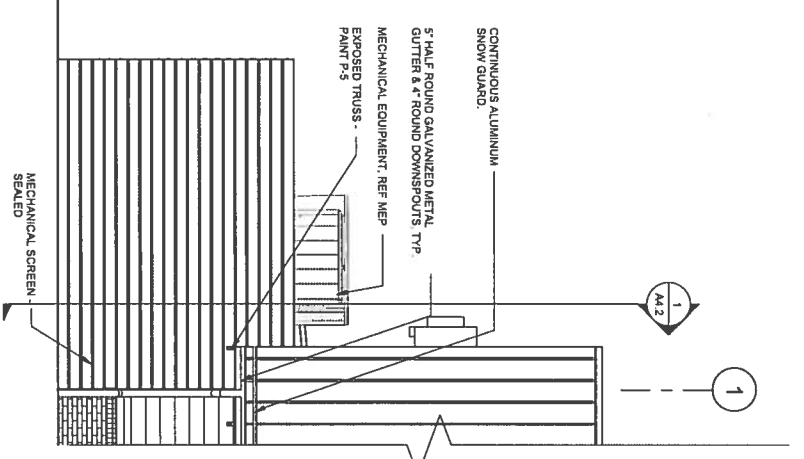 CONTINUOUS ALUMINUM
SNOW GUARD.
5" HALF ROUND GALVANIZED METAL
GUTTER & 4" ROUND DOWNSPOUTS, TYP.
MECHANICAL EQUIPMENT, REF MEP
EXPOSED TRUSS -
PAINT P-5
MECHANICAL SCREEN -
SEALED
1
A4.2
1